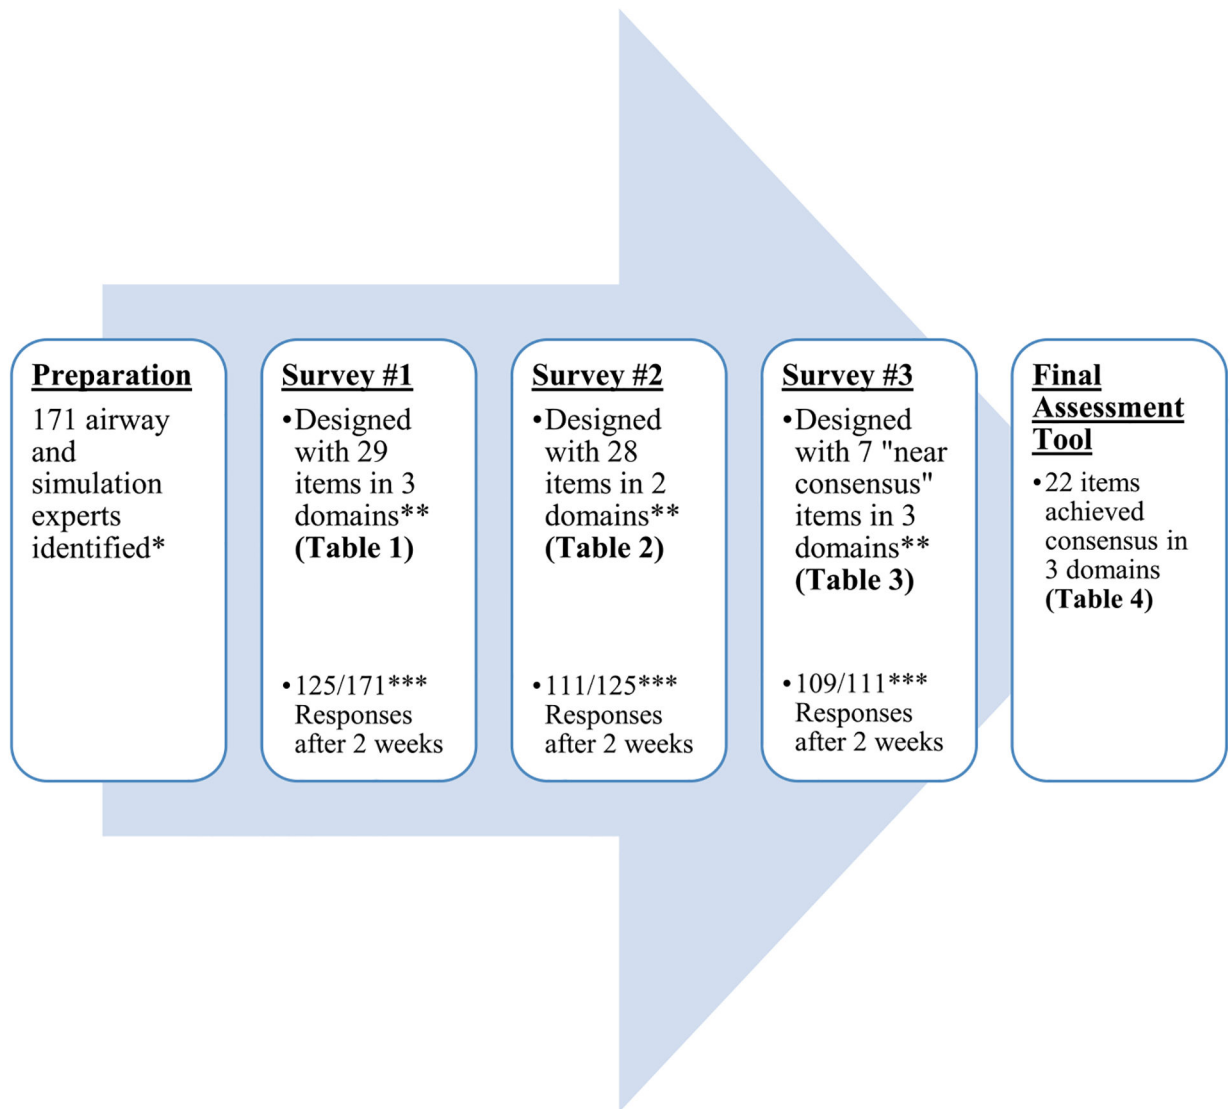 Preparation
171 airway
and
simulation
experts
identified*
Survey #1
•Designed
with 29
items in 3
domains**
(Table 1)
•125/171***
Responses
after 2 weeks
Survey #2
•Designed
with 28
items in 2
domains**
(Table 2)
•111/125***
Responses
after 2 weeks
Survey #3
•Designed
with 7 "near
consensus"
items in 3
domains**
(Table 3)
•109/111***
Responses
after 2 weeks
Final
Assessment
Tool
•22 items
achieved
consensus in
3 domains
(Table 4)